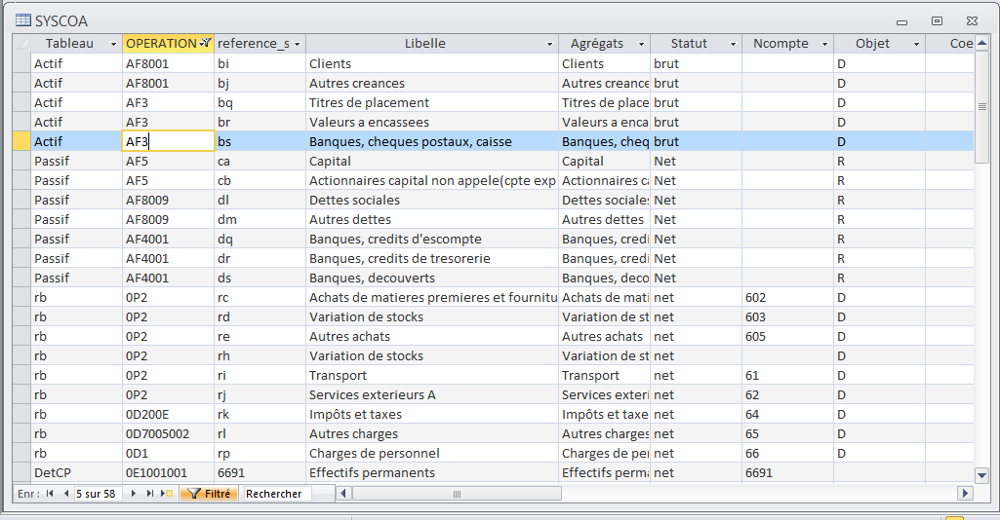 SYSCOA
Tableau OPERATION reference_s Libelle Agrégats Statut Ncompte Objet Coe
Actif AF8001 bi Clients Clients brut D
Actif AF8001 bj Autres creances Autres creance brut D
Actif AF3 bq Titres de placement Titres de place brut D
Actif AF3 br Valeurs a encassees Valeurs a enca brut D
Actif AF3 bs Banques, cheques postaux, caisse Banques, cheq brut D
Passif AF5 ca Capital Capital Net R
Passif AF5 cb Actionnaires capital non appele(cpte exp Actionnaires ca Net R
Passif AF8009 dl Dettes sociales Dettes sociales Net R
Passif AF8009 dm Autres dettes Autres dettes Net R
Passif AF4001 dq Banques, credits d'escompte Banques, credi Net R
Passif AF4001 dr Banques, credits de tresorerie Banques, credi Net R
Passif AF4001 ds Banques, decouverts Banques, deco Net R
rb 0P2 rc Achats de matieres premieres et fournitu Achats de mati net 602 D
rb 0P2 rd Variation de stocks Variation de st net 603 D
rb 0P2 re Autres achats Autres achats net 605 D
rb 0P2 rh Variation de stocks Variation de st net D
rb 0P2 ri Transport Transport net 61 D
rb 0P2 rj Services exterieurs A Services exteri net 62 D
rb 0D200E rk Impôts et taxes Impôts et taxe net 64 D
rb 0D7005002 rl Autres charges Autres charges net 65 D
rb 0D1 rp Charges de personnel Charges de per net 66 D
DetCP 0E1001001 6691 Effectifs permanents Effectifs perma net 6691
Enr : 5 sur 58 Filtré Rechercher